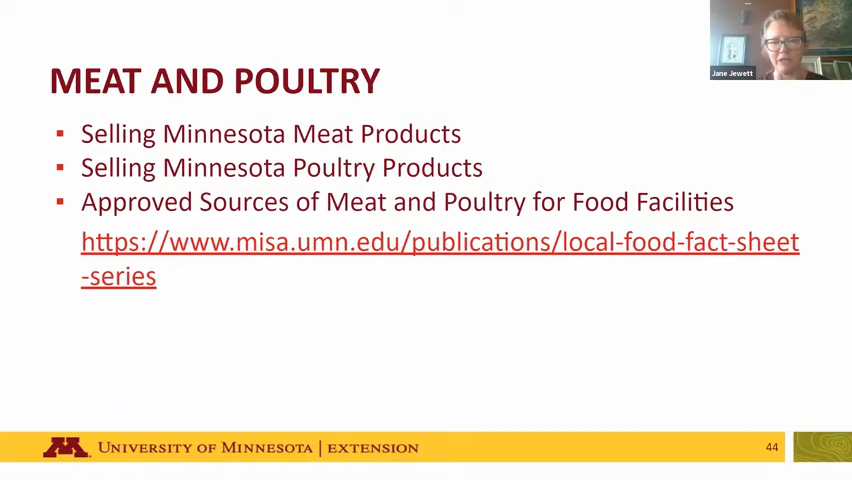 Jane Jewett
MEAT AND POULTRY
▪ Selling Minnesota Meat Products
▪ Selling Minnesota Poultry Products
▪ Approved Sources of Meat and Poultry for Food Facilities
https://www.misa.umn.edu/publications/local-food-fact-sheet
-series
M UNIVERSITY OF MINNESOTA | EXTENSION
44